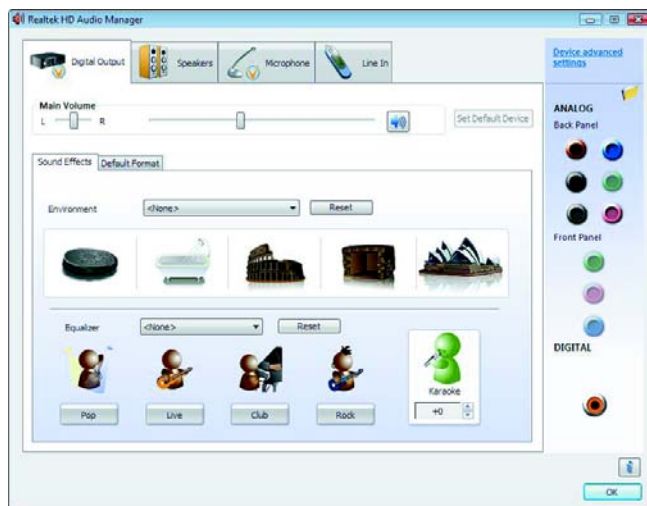 Realtek HD Audio Manager
Digital Output
Speakers
Microphone
Line In
Device advanced settings
Main Volume
L
R
Set Default Device
ANALOG
Back Panel
Sound Effects
Default Format
Environment
<None>
Reset
Front Panel
Equalizer
<None>
Reset
DIGITAL
Karaoke
Pop
Live
Club
Rock
+0
OK